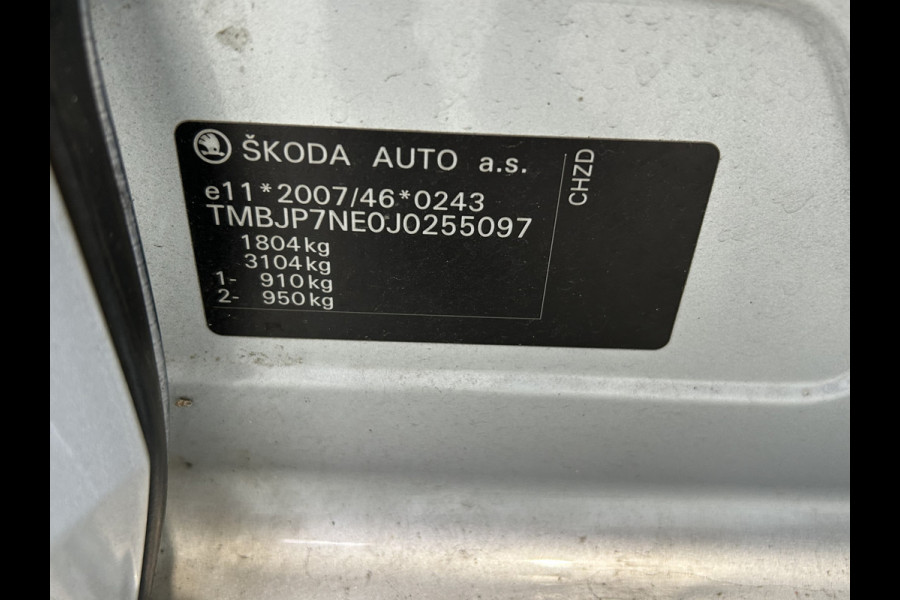 ŠKODA AUTO a.s.
e11*2007/46*0243
TMBJP7NE0J0255097
1804kg
3104kg
1- 910kg
2- 950kg
CHZD